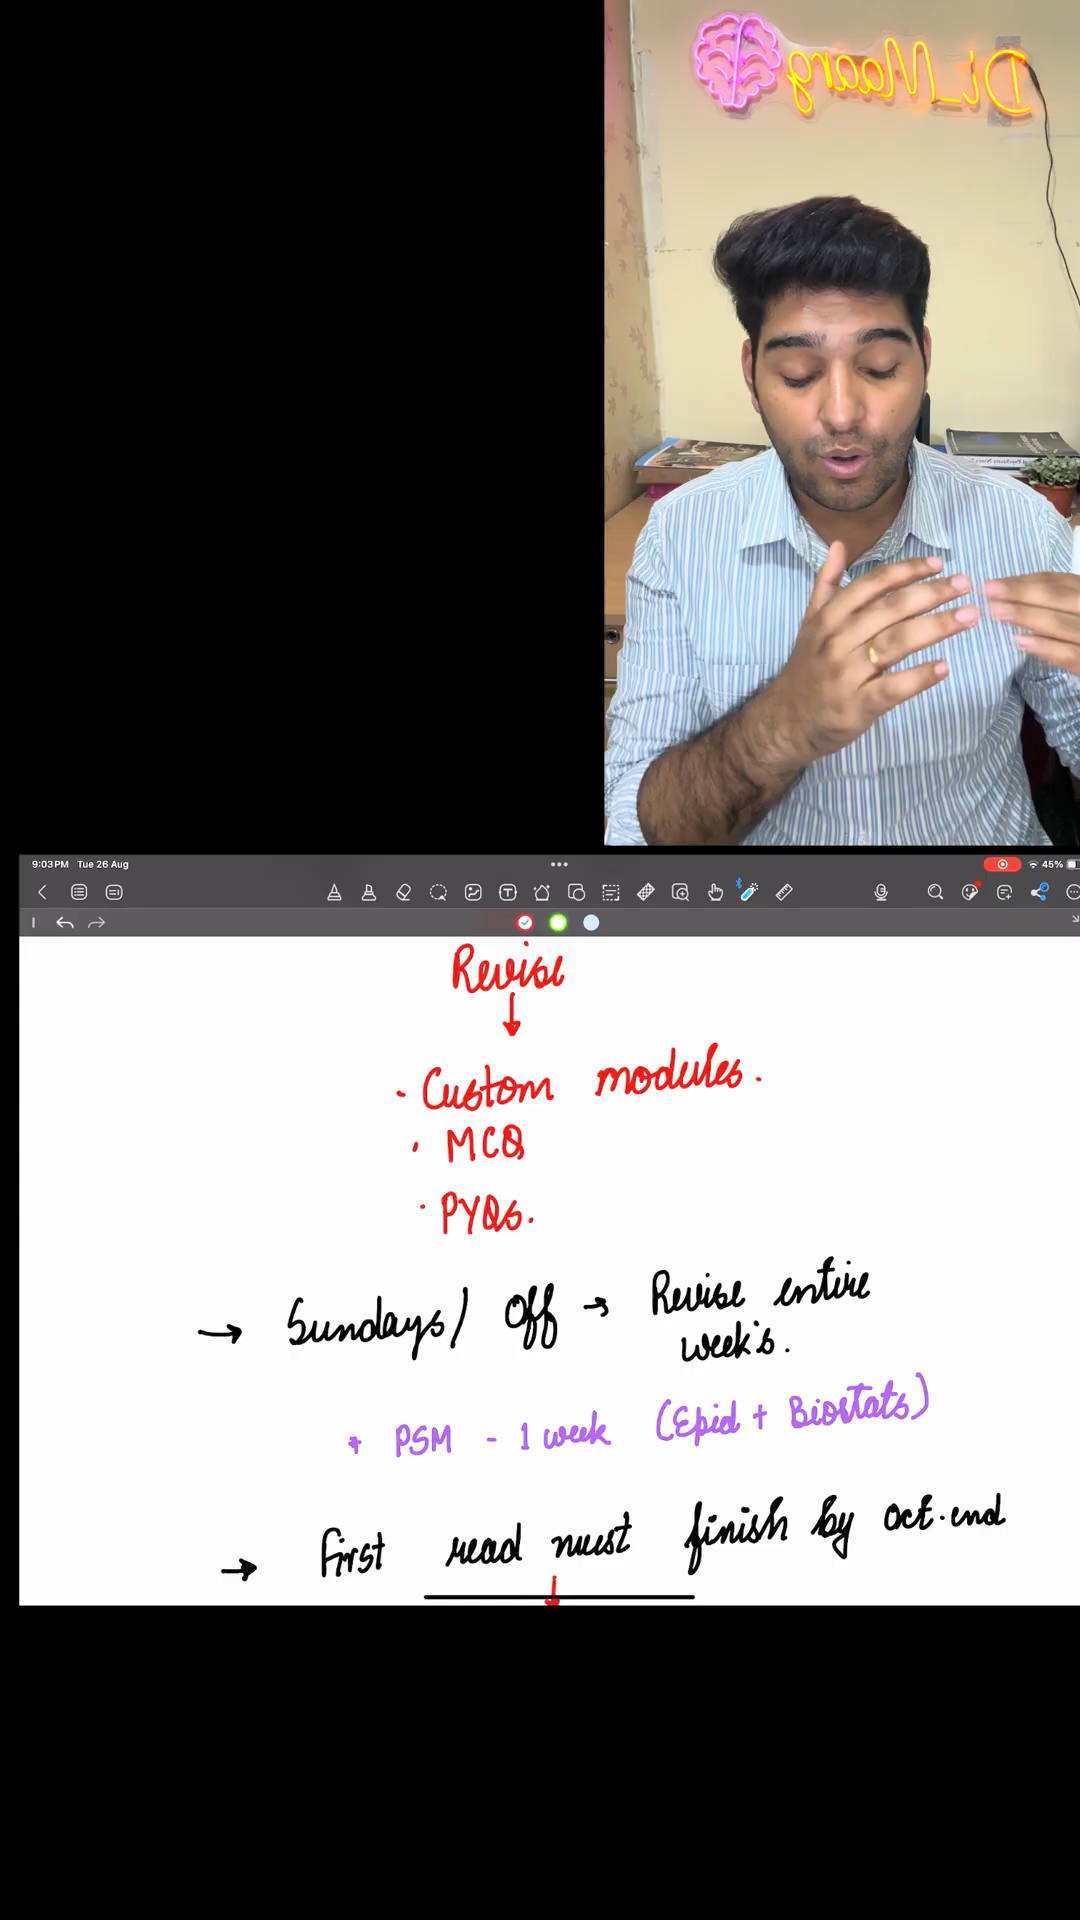 Di_Maarg
9:03 PM Tue 26 Aug
45%
Revise
· Custom modules.
· MCQ
· PYQs.
→ Sundays/ Off → Revise entire
week's.
+ PSM - 1 week (Epid + Biostats)
→ First read must finish by oct. end